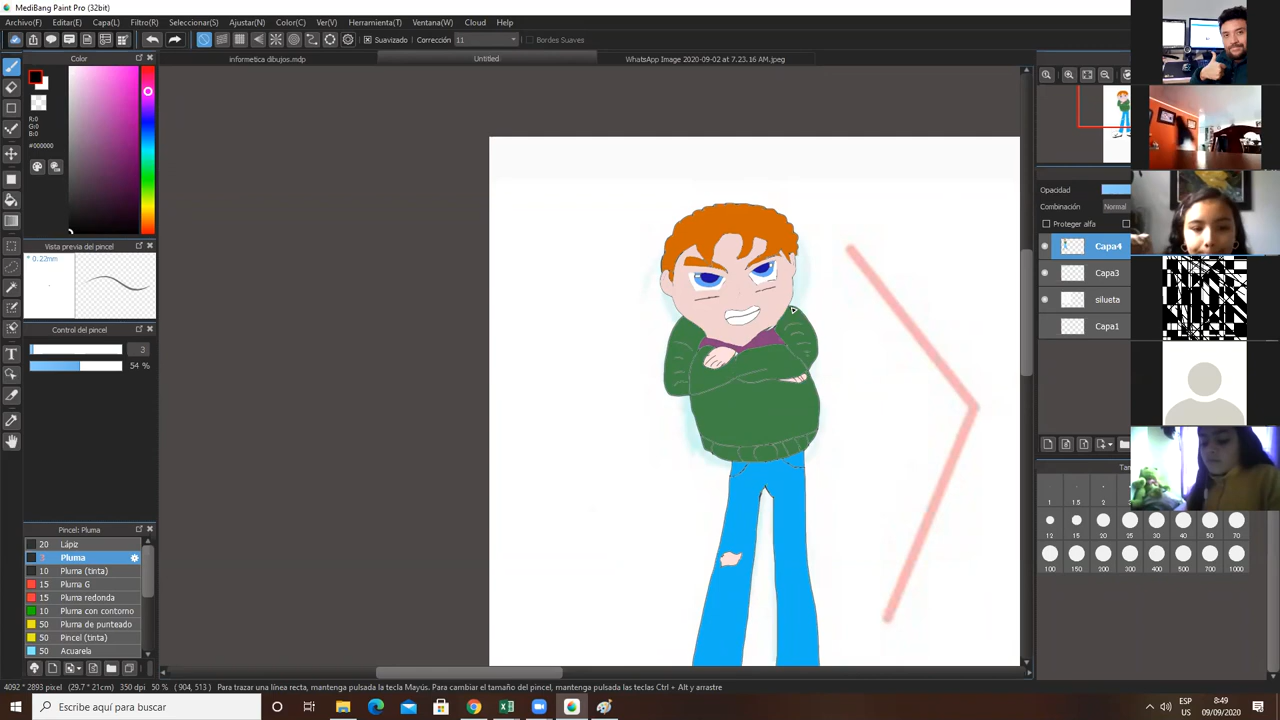 MediBang Paint Pro (32bit)
Archivo(F) Editar(E) Capa(L) Filtro(R) Seleccionar(S) Ajustar(N) Color(C) Ver(V) Herramienta(T) Ventana(W) Cloud Help
Suavizado Corrección 11 Bordes Suaves
Color informetica dibujos.mdp Untitled WhatsApp Image 2020-09-02 at 7.23.16 AM.jpeg
R:0
G:0
B:0
#000000
Opacidad
Combinación Normal
Proteger alfa
Vista previa del pincel
* 0.22mm
Capa4
Capa3
silueta
Capa1
Control del pincel
3
54 %
1 1.5 2
12 15 20 25 30 40 50 70
100 150 200 300 400 500 700 1000
Pincel: Pluma
20 Lápiz
3 Pluma
10 Pluma (tinta)
15 Pluma G
15 Pluma redonda
10 Pluma con contorno
50 Pluma de punteado
50 Pincel (tinta)
50 Acuarela
4092 * 2893 pixel (29.7 * 21cm) 350 dpi 50 % ( 904, 513 ) Para trazar una línea recta, mantenga pulsada la tecla Mayús. Para cambiar el tamaño del pincel, mantenga pulsadas las teclas Ctrl + Alt y arrastre
Escribe aquí para buscar
ESP
US
8:49
09/09/2020